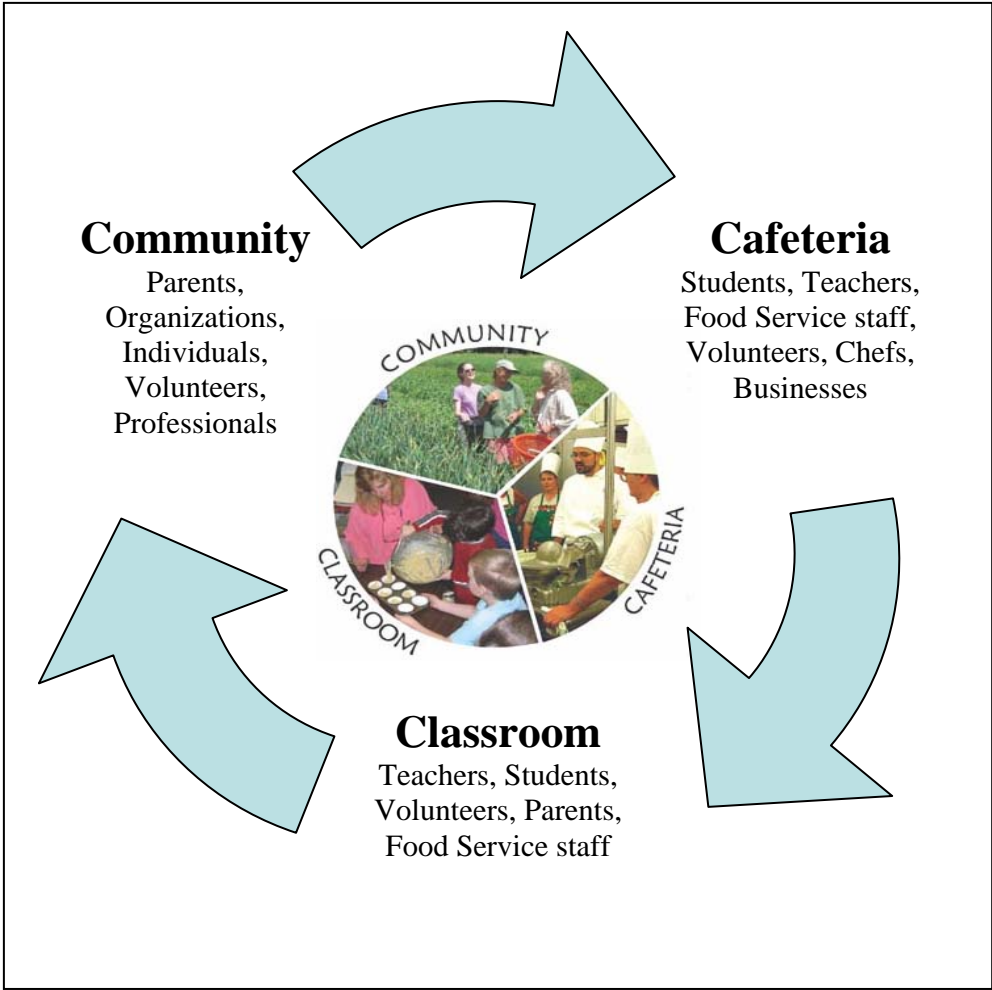 Community
Parents,
Organizations,
Individuals,
Volunteers,
Professionals
Cafeteria
Students, Teachers,
Food Service staff,
Volunteers, Chefs,
Businesses
COMMUNITY
CAFETERIA
CLASSROOM
Classroom
Teachers, Students,
Volunteers, Parents,
Food Service staff